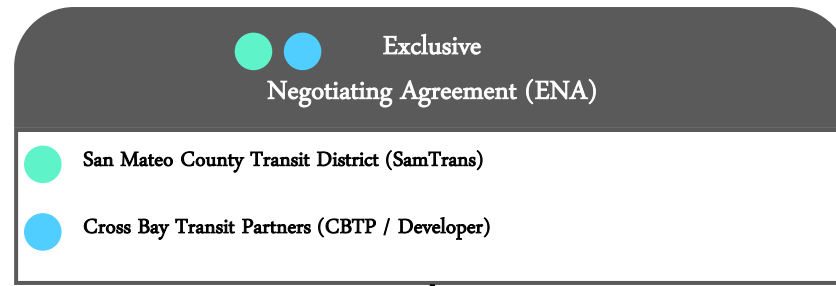 Exclusive
Negotiating Agreement (ENA)
San Mateo County Transit District (SamTrans)
Cross Bay Transit Partners (CBTP / Developer)